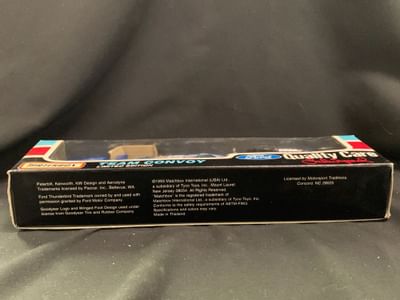 MATCHBOX
TEAM CONVOY
Ford
Quality Cars
Peterbilt, Kenworth, KW Design and Aerodyne
Trademarks licensed by Paccar, Inc., Bellevue, WA.
Ford Thunderbird Trademark owned by and used with
permission granted by Ford Motor Company
Goodyear Logo and Winged Foot Design used under
license from Goodyear Tire and Rubber Company
©1993 Matchbox International (USA) Ltd.,
a subsidiary of Tyco Toys, Inc., Mount Laurel
New Jersey 08054. All rights reserved.
"Matchbox" is the registered trademark of
Matchbox International Ltd., a subsidiary of Tyco Toys, Inc.
Conforms to the safety requirements of ASTM F963.
Specifications and colors may vary.
Made in Thailand
Licensed by Motorsport Traditions
Concord, NC 28025